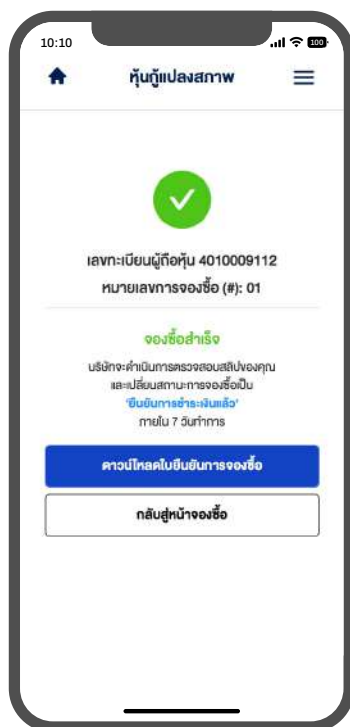 10:10
100
หุ้นกู้แปลงสภาพ
เลขทะเบียนผู้ถือหุ้น 4010009112
หมายเลขการจองซื้อ (#): 01
จองซื้อสำเร็จ
บริษัทจะดำเนินการตรวจสอบสลิปของคุณ
และเปลี่ยนสถานะการจองซื้อเป็น
'ยืนยันการชำระเงินแล้ว'
ภายใน 7 วันทำการ
ดาวน์โหลดใบยืนยันการจองซื้อ
กลับสู่หน้าจองซื้อ